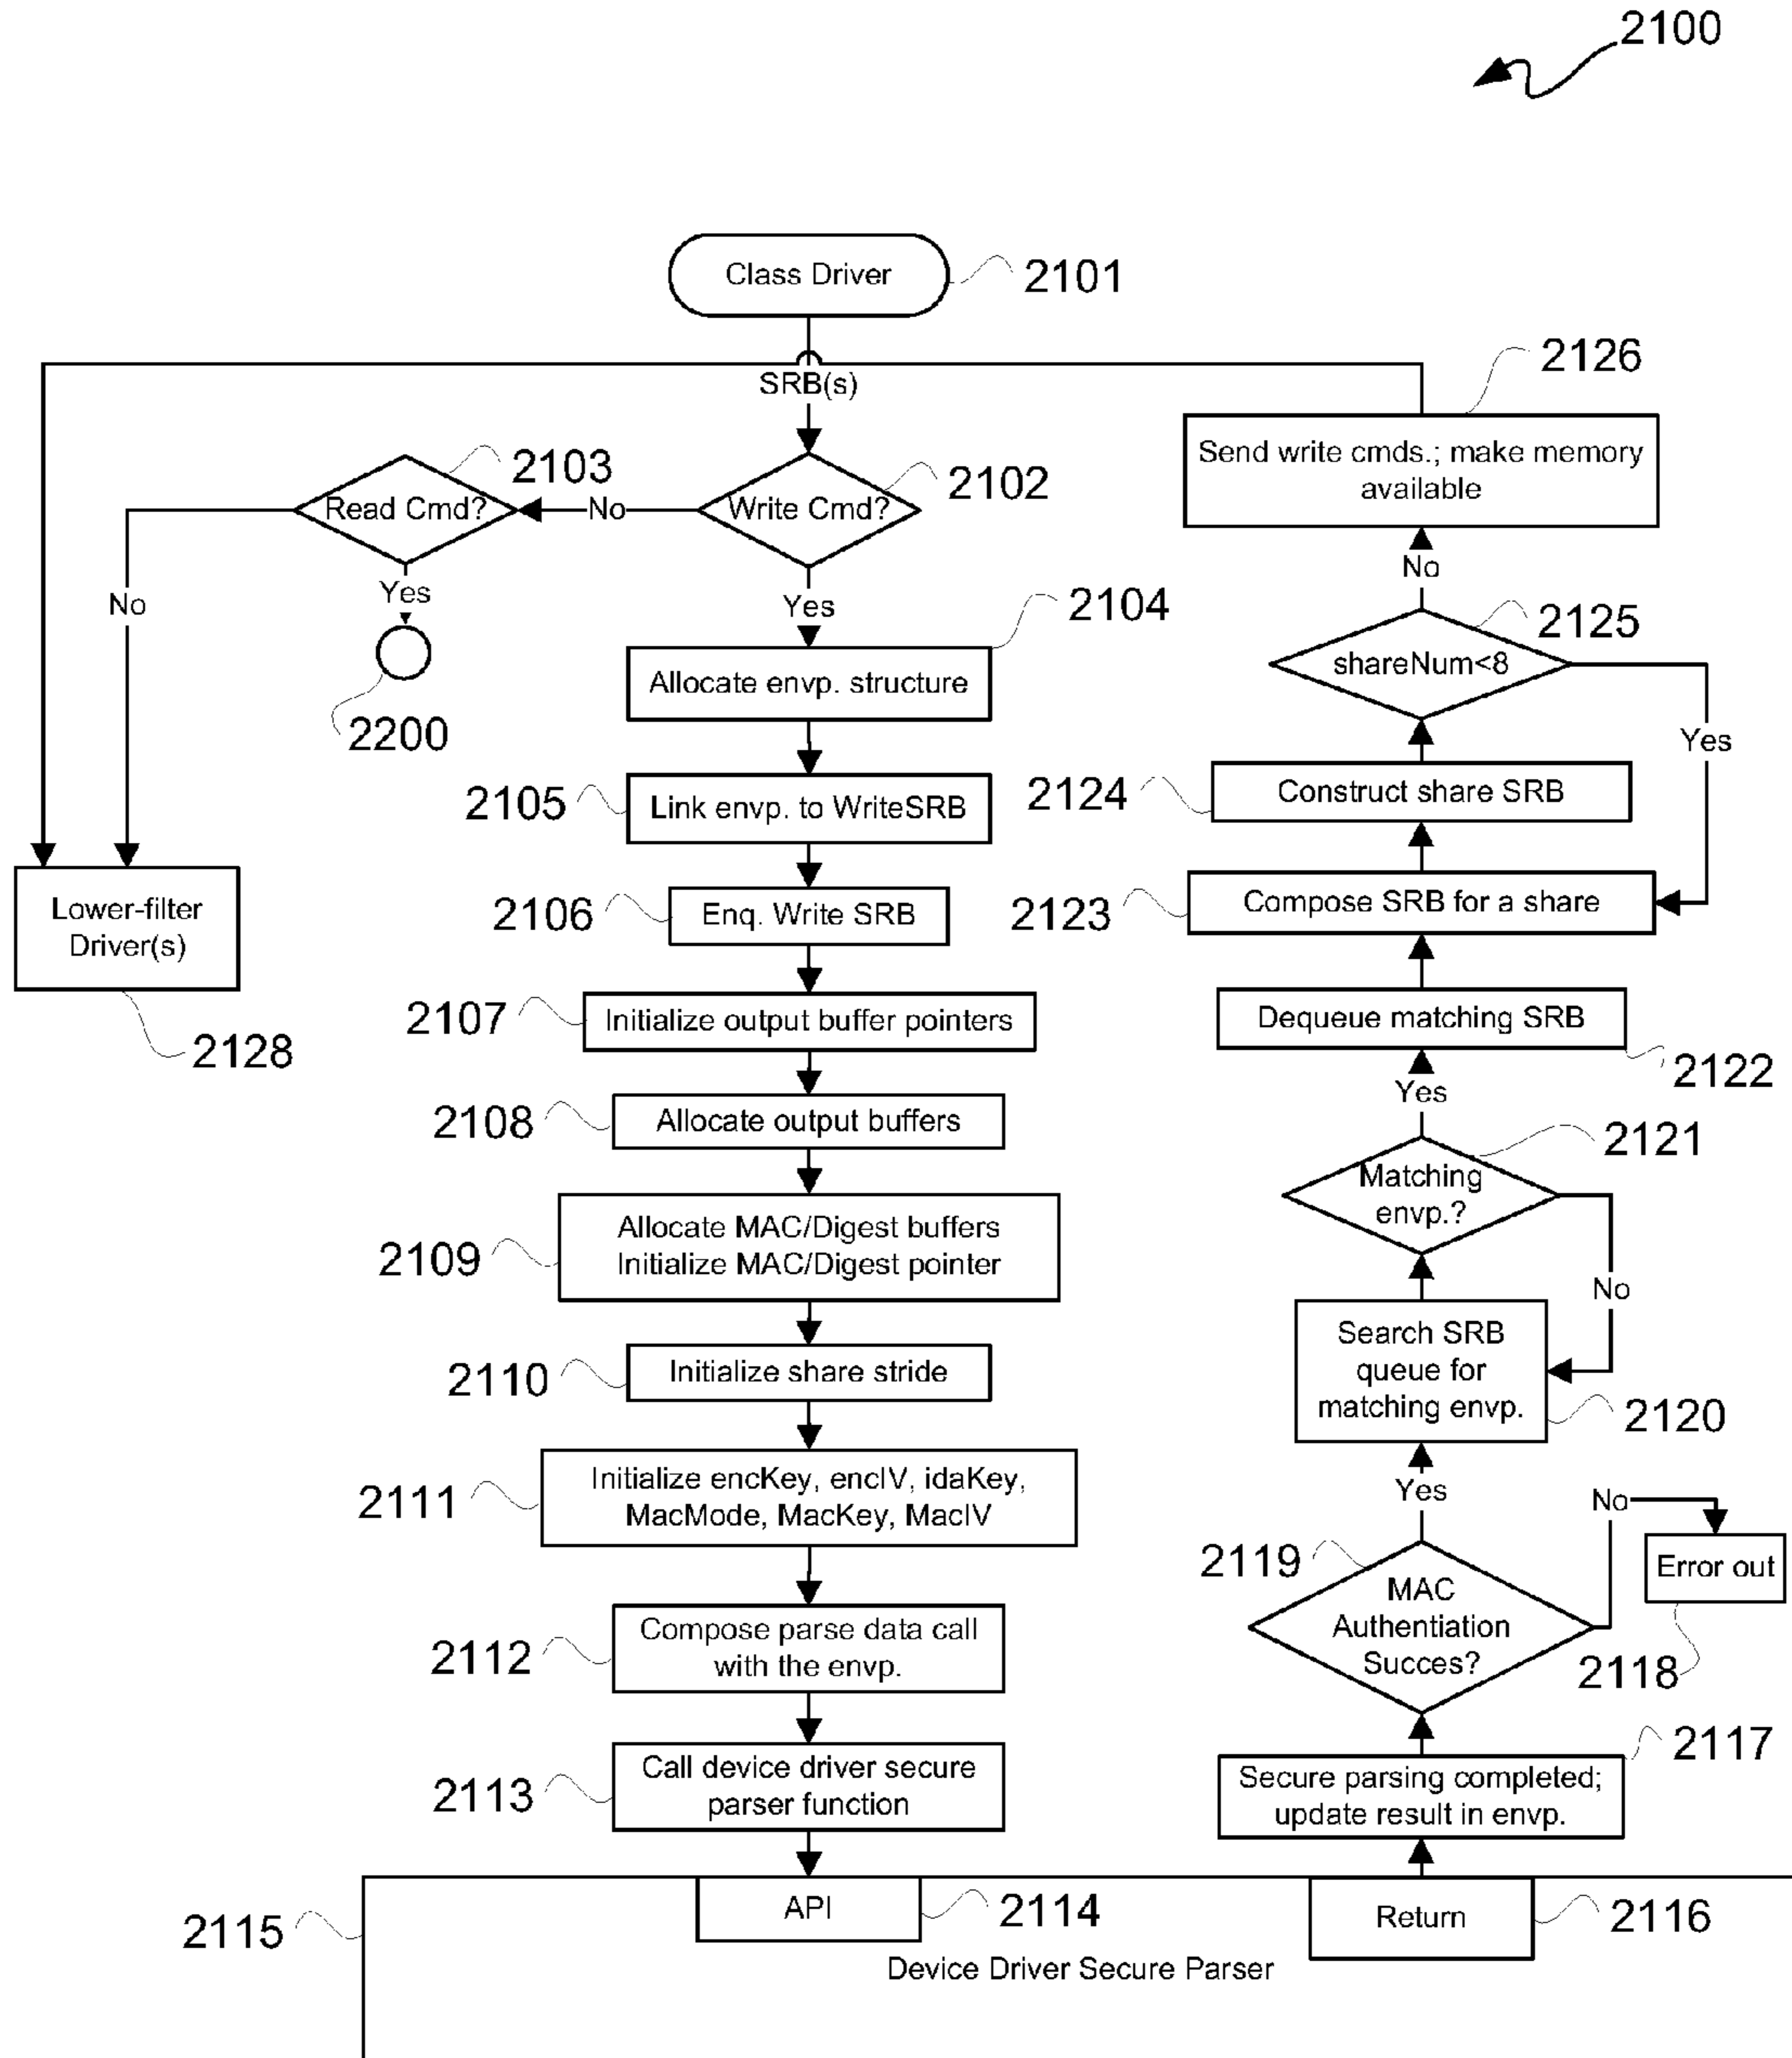 2100
Class Driver
2101
SRB(s)
2126
Send write cmds.; make memory
available
2103
Read Cmd?
No
Write Cmd?
2102
No
Yes
2200
No
Yes
2104
Allocate envp. structure
2105
Link envp. to WriteSRB
2106
Enq. Write SRB
Lower-filter
Driver(s)
2128
2107
Initialize output buffer pointers
2108
Allocate output buffers
2109
Allocate MAC/Digest buffers
Initialize MAC/Digest pointer
2110
Initialize share stride
2111
Initialize encKey, encIV, idaKey,
MacMode, MacKey, MacIV
2112
Compose parse data call
with the envp.
2113
Call device driver secure
parser function
2125
shareNum<8
Yes
2124
Construct share SRB
2123
Compose SRB for a share
Dequeue matching SRB
2122
Yes
2121
Matching
envp.?
No
Search SRB
queue for
matching envp.
2120
Yes
No
2119
MAC
Authentiation
Succes?
Error out
2118
2117
Secure parsing completed;
update result in envp.
2115
API
2114
Return
2116
Device Driver Secure Parser